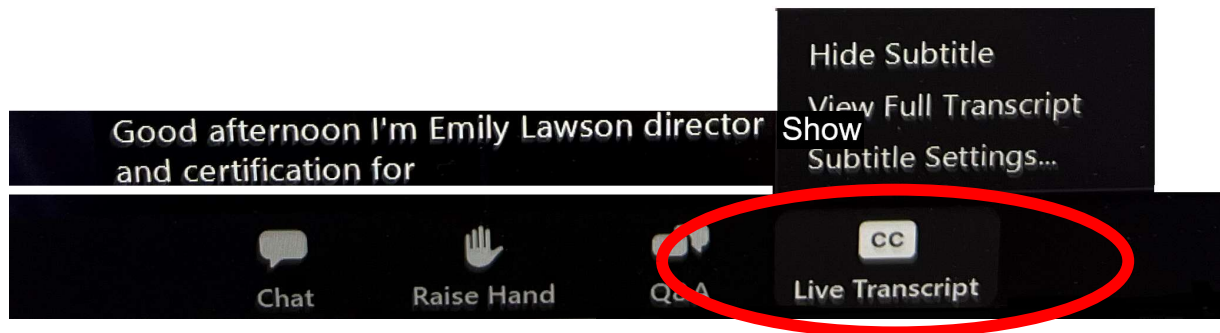 Hide Subtitle
View Full Transcript
Good afternoon I'm Emily Lawson director Show
and certification for
Subtitle Settings...
CC
Chat
Raise Hand
Q&A
Live Transcript